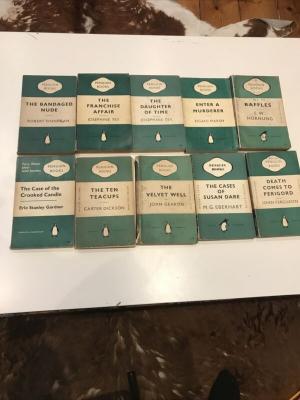 PENGUIN
BOOKS
THE BANDAGED
NUDE
PENGUIN
BOOKS
THE
FRANCHISE
AFFAIR
JOSEPHINE TEY
PENGUIN
BOOKS
THE
DAUGHTER
OF TIME
JOSEPHINE TEY
PENGUIN
BOOKS
ENTER A
MURDERER
NGAIO MARSH
PENGUIN
BOOKS
RAFFLES
E. W.
HORNUNG
PENGUIN
BOOKS
The Case of the
Crooked Candle
Erle Stanley Gardner
PENGUIN
BOOKS
THE TEN
TEACUPS
CARTER DICKSON
PENGUIN
BOOKS
THE
VELVET WELL
JOHN GEARON
PENGUIN
BOOKS
THE CASES
OF
SUSAN DARE
M. G. EBERHART
PENGUIN
BOOKS
DEATH
COMES TO
PERIGORD
JOHN FERGUSON